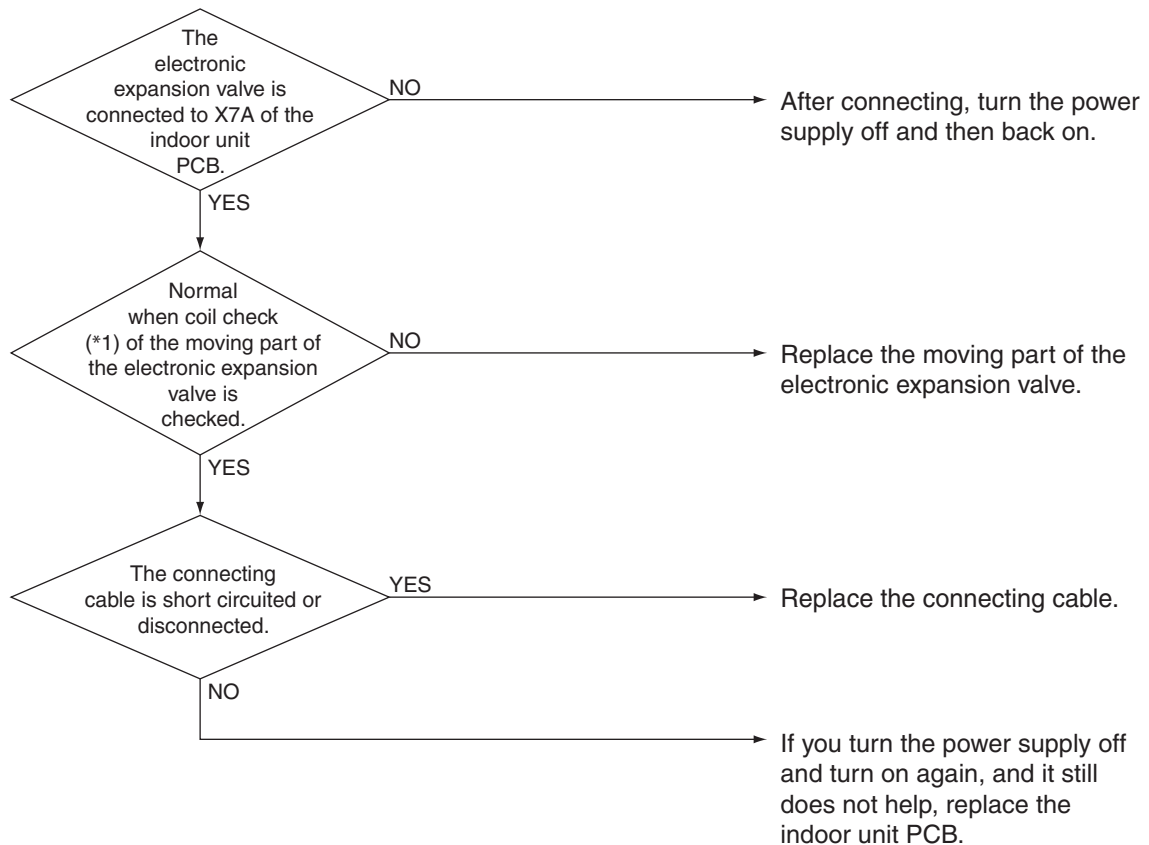 The
electronic
expansion valve is
connected to X7A of the
indoor unit
PCB.
NO
After connecting, turn the power
supply off and then back on.
YES
Normal
when coil check
(*1) of the moving part of
the electronic expansion
valve is
checked.
NO
Replace the moving part of the
electronic expansion valve.
YES
The connecting
cable is short circuited or
disconnected.
YES
Replace the connecting cable.
NO
If you turn the power supply off
and turn on again, and it still
does not help, replace the
indoor unit PCB.